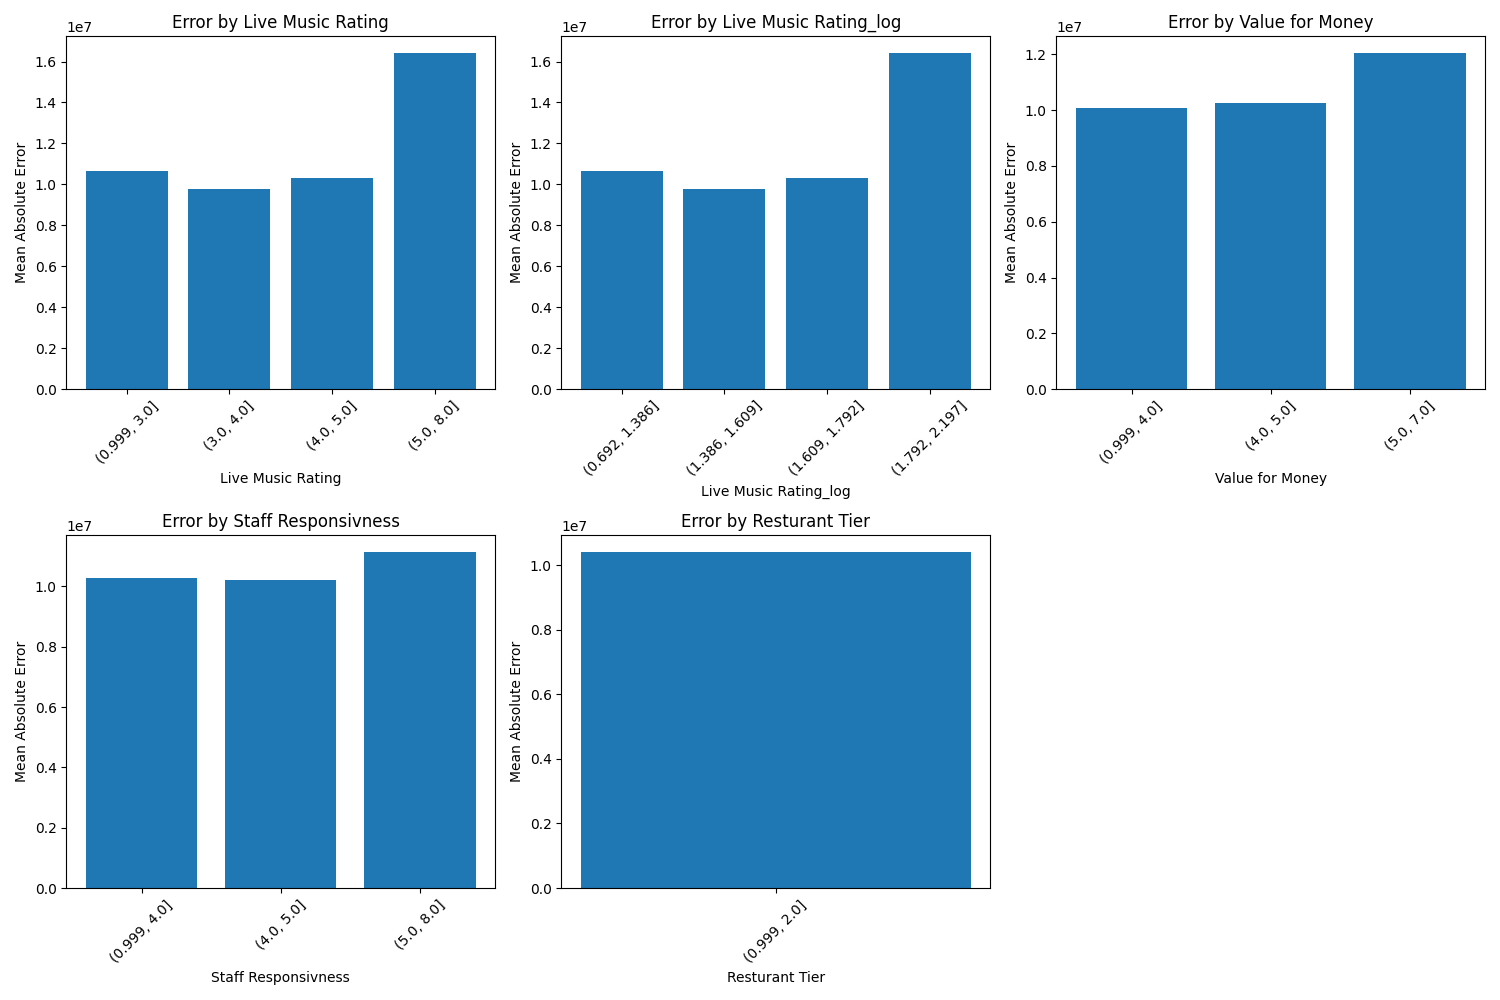 Error by Live Music Rating
1e7
Mean Absolute Error
1.6
1.4
1.2
1.0
0.8
0.6
0.4
0.2
0.0
(0.999, 3.0]
(3.0, 4.0]
(4.0, 5.0]
(5.0, 8.0]
Live Music Rating
Error by Live Music Rating_log
1e7
Mean Absolute Error
1.6
1.4
1.2
1.0
0.8
0.6
0.4
0.2
0.0
(0.692, 1.386]
(1.386, 1.609]
(1.609, 1.792]
(1.792, 2.197]
Live Music Rating_log
Error by Value for Money
1e7
Mean Absolute Error
1.2
1.0
0.8
0.6
0.4
0.2
0.0
(0.999, 4.0]
(4.0, 5.0]
(5.0, 7.0]
Value for Money
Error by Staff Responsivness
1e7
Mean Absolute Error
1.0
0.8
0.6
0.4
0.2
0.0
(0.999, 4.0]
(4.0, 5.0]
(5.0, 8.0]
Staff Responsivness
Error by Resturant Tier
1e7
Mean Absolute Error
1.0
0.8
0.6
0.4
0.2
0.0
(0.999, 2.0]
Resturant Tier